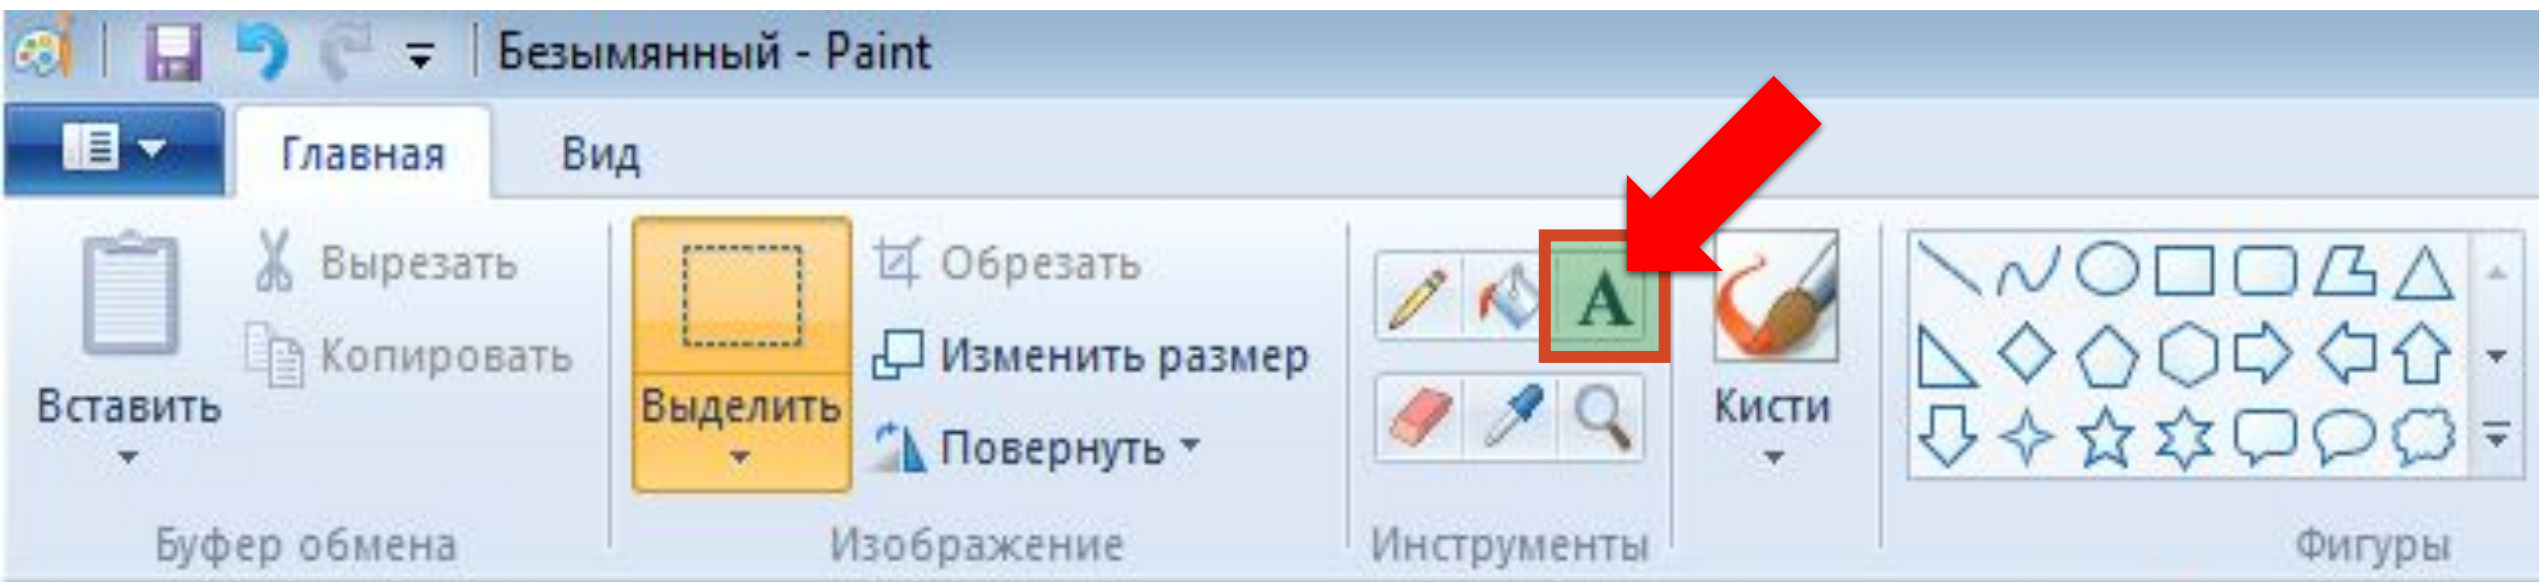 Безымянный - Paint
Главная Вид
Вставить
Вырезать
Копировать
Буфер обмена
Выделить
Обрезать
Изменить размер
Повернуть
Изображение
A
Инструменты
Кисти
Фигуры